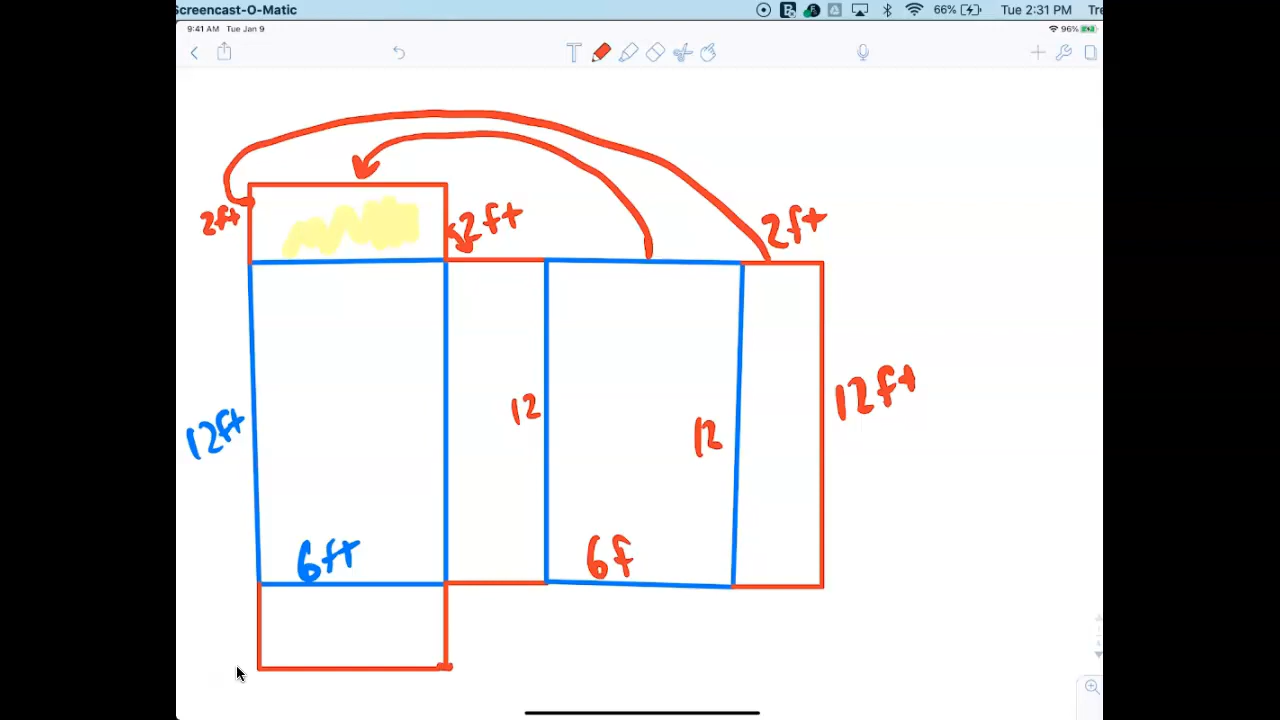 Screencast-O-Matic
66%
Tue 2:31 PM
Tre
9:41 AM Tue Jan 9
96%
T
2ft
2ft
2ft
12ft
12
12
12ft
6ft
6f